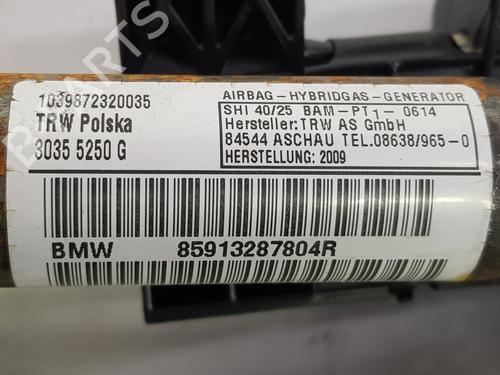 1039872320035
TRW Polska
3035 5250 G
AIRBAG-HYBRIDGAS-GENERATOR
SHI 40/25 BAM-PT1-0614
Hersteller:TRW AS GmbH
84544 ASCHAU TEL.08638/965-0
HERSTELLUNG: 2009
BMW 85913287804R